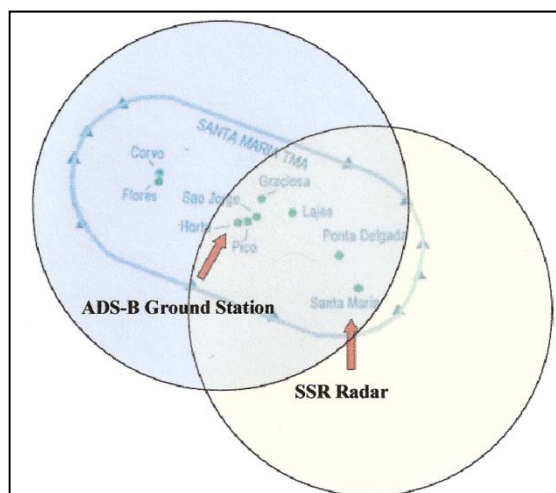 SANTA MARIA TMA
Corvo
Flores
Graciosa
Sao Jorge
Horta
Pico
Lajes
Ponta Delgada
Santa Maria
ADS-B Ground Station
SSR Radar